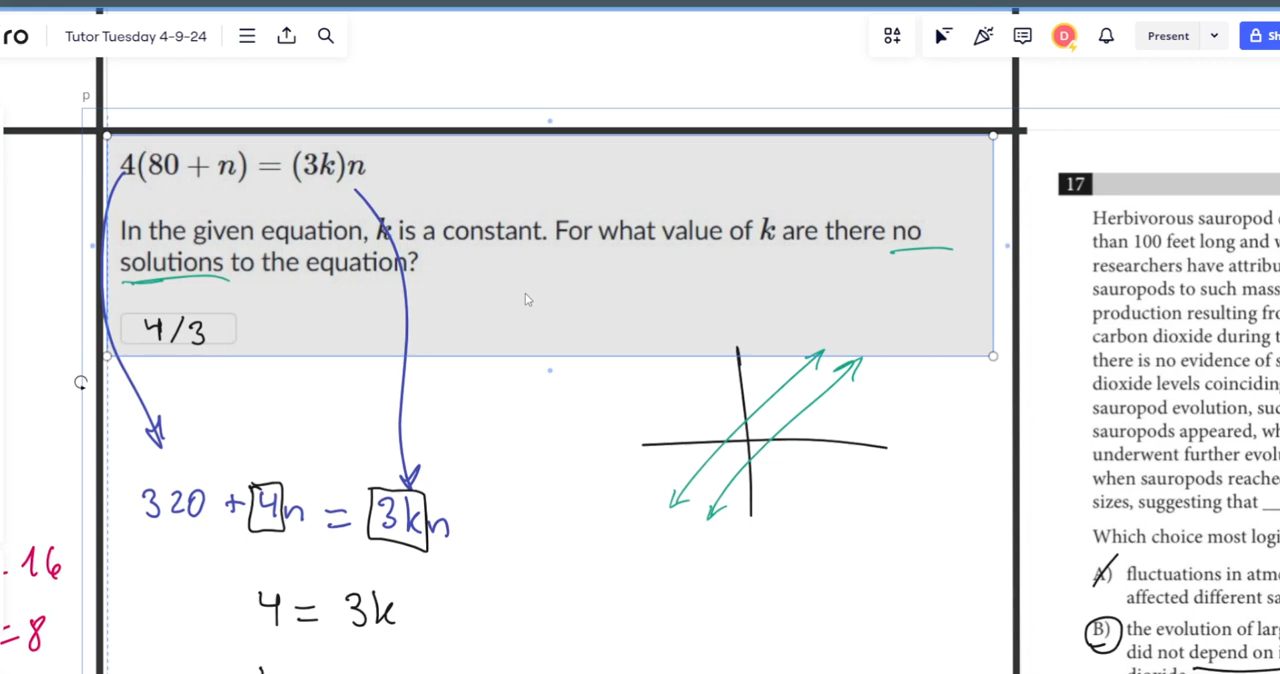 ro
Tutor Tuesday 4-9-24
D
Present
Sh
p
4(80 + n) = (3k)n
In the given equation, k is a constant. For what value of k are there no
solutions to the equation?
4/3
320 + 4n = 3kn
4 = 3k
. 16
= 8
17
Herbivorous sauropod
than 100 feet long and
researchers have attribu
sauropods to such mass
production resulting fro
carbon dioxide during t
there is no evidence of s
dioxide levels coincidin
sauropod evolution, suc
sauropods appeared, wh
underwent further evol
when sauropods reache
sizes, suggesting that
Which choice most logi
A) fluctuations in atm
affected different sa
B) the evolution of lar
did not depend on i